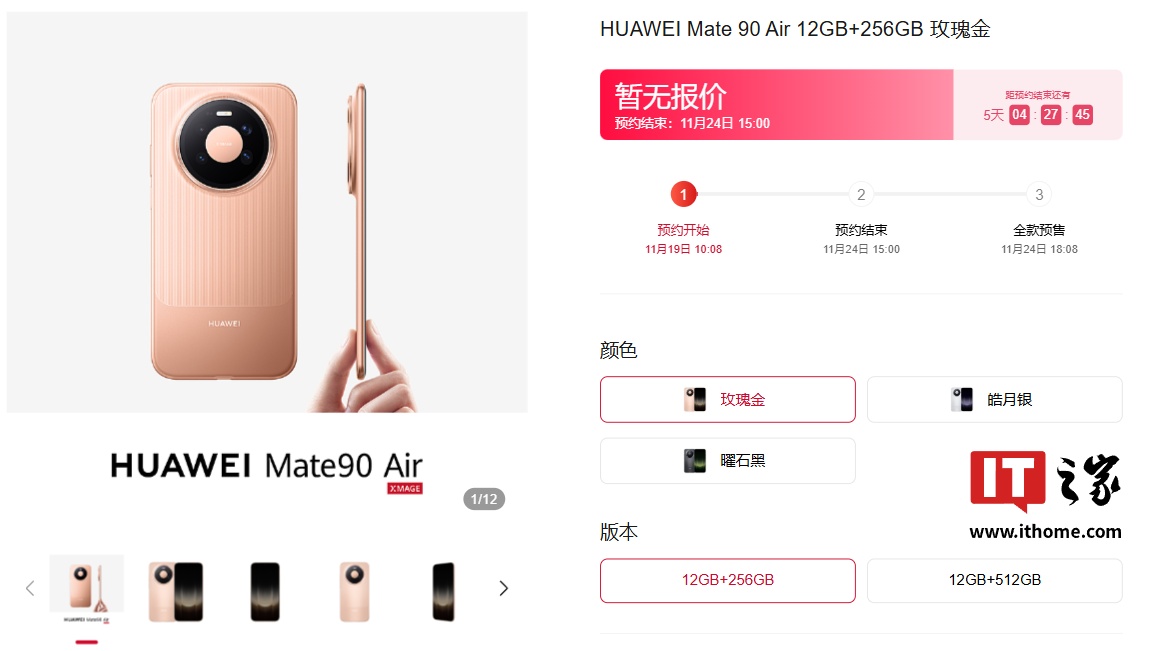 HUAWEI Mate 90 Air 12GB+256GB 玫瑰金
暂无报价
预约结束：11月24日 15:00
距预约结束还有
5天 04 : 27 : 45
1
2
3
预约开始
预约结束
全款预售
11月19日 10:08
11月24日 15:00
11月24日 18:08
HUAWEI
HUAWEI Mate90 Air
XMAGE
1/12
颜色
玫瑰金
皓月银
曜石黑
IT之家
www.ithome.com
版本
12GB+256GB
12GB+512GB